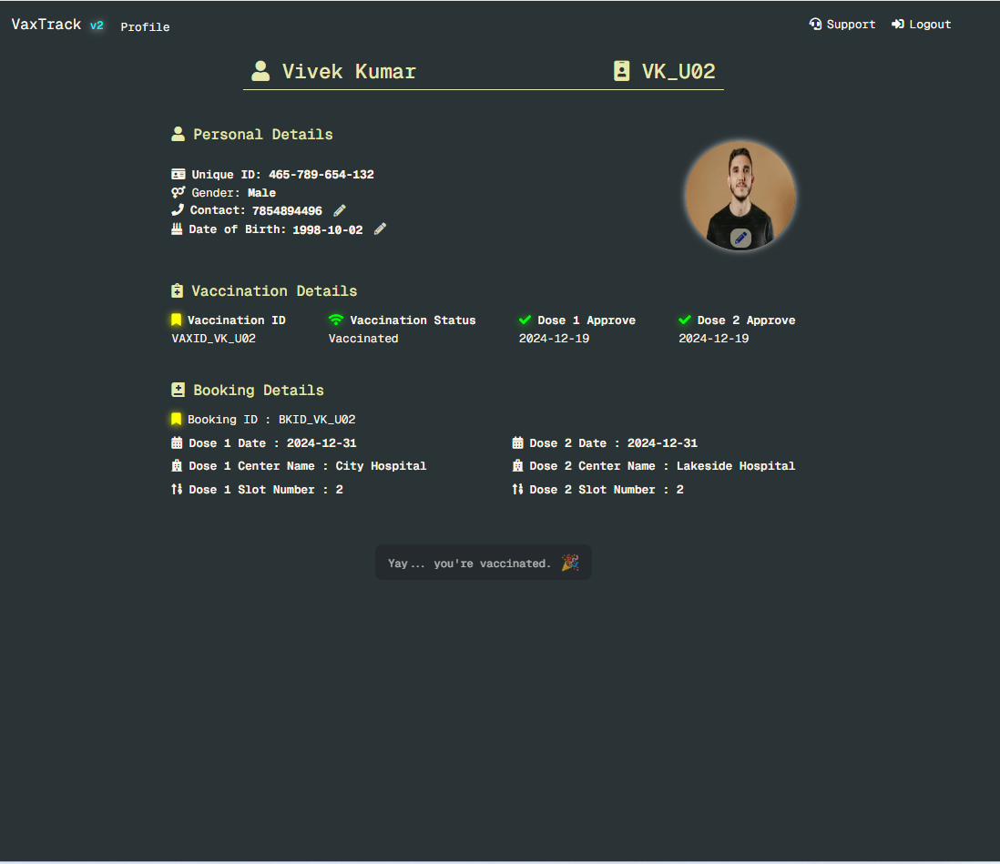 VaxTrack v2 Profile Support Logout
Vivek Kumar VK_U02
Personal Details
Unique ID: 465-789-654-132
Gender: Male
Contact: 7854894496
Date of Birth: 1998-10-02
Vaccination Details
Vaccination ID Vaccination Status Dose 1 Approve Dose 2 Approve
VAXID_VK_U02 Vaccinated 2024-12-19 2024-12-19
Booking Details
Booking ID : BKID_VK_U02
Dose 1 Date : 2024-12-31 Dose 2 Date : 2024-12-31
Dose 1 Center Name : City Hospital Dose 2 Center Name : Lakeside Hospital
Dose 1 Slot Number : 2 Dose 2 Slot Number : 2
Yay... you're vaccinated. 🎉